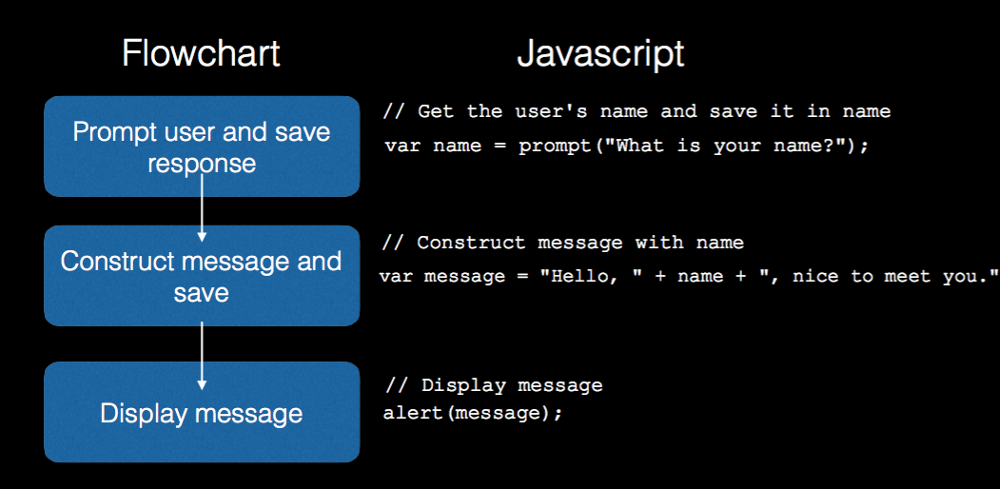 Flowchart
Javascript
Prompt user and save
response
// Get the user's name and save it in name
var name = prompt("What is your name?");
Construct message and
save
// Construct message with name
var message = "Hello, " + name + ", nice to meet you."
Display message
// Display message
alert(message);